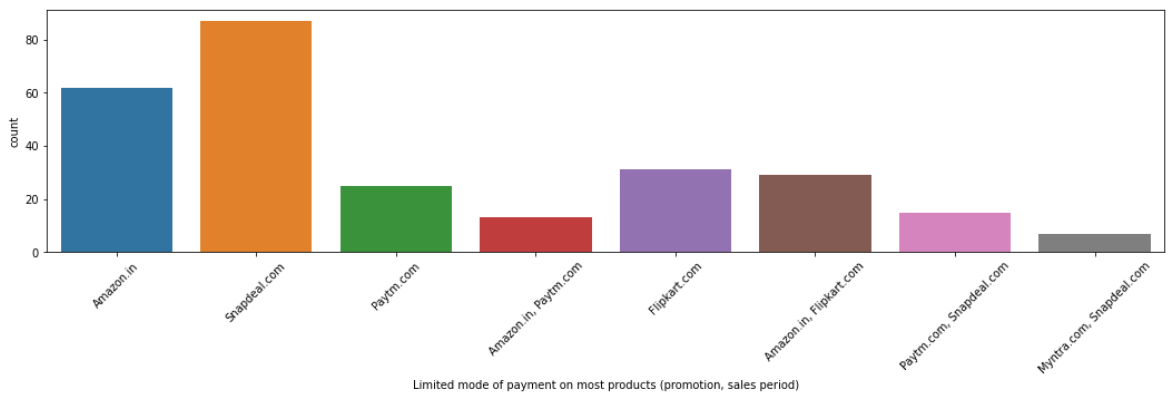 80
60
40
20
0
count
Amazon.in
Snapdeal.com
Paytm.com
Amazon.in, Paytm.com
Flipkart.com
Amazon.in, Flipkart.com
Paytm.com, Snapdeal.com
Myntra.com, Snapdeal.com
Limited mode of payment on most products (promotion, sales period)